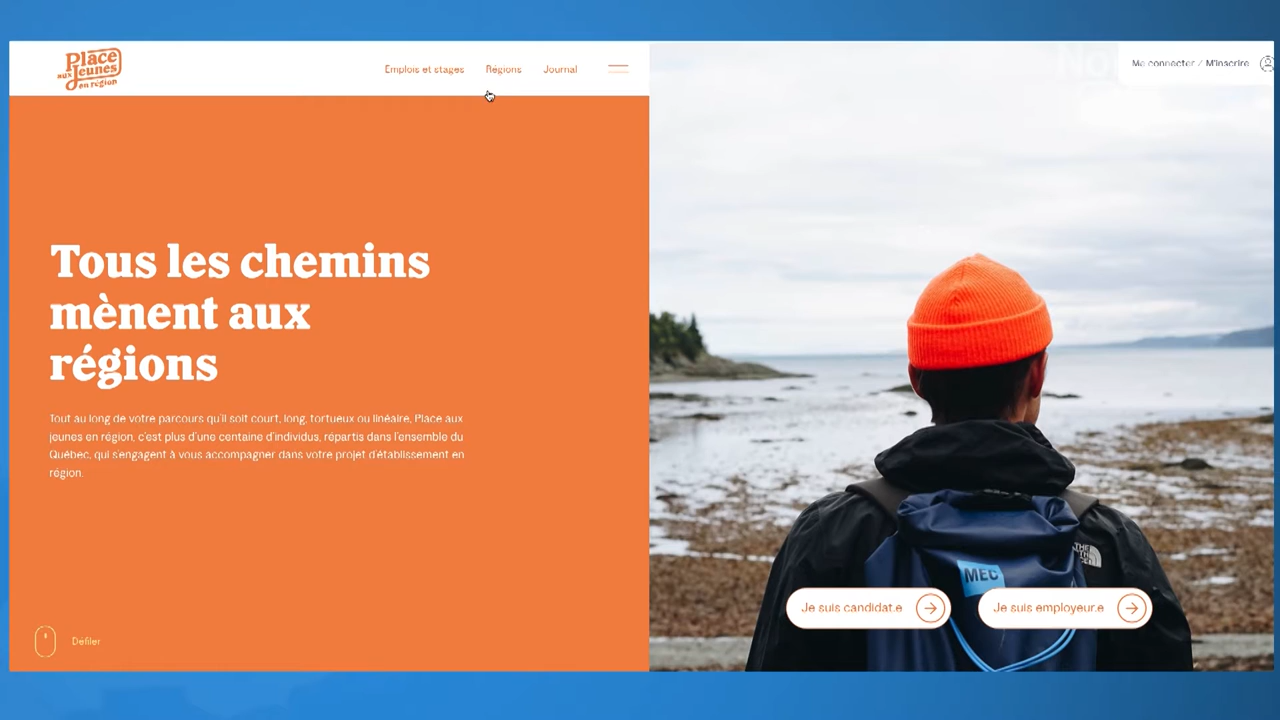 Place
aux Jeunes
en région
Emplois et stages
Régions
Journal
Me connecter / M'inscrire
Tous les chemins
mènent aux
régions
Tout au long de votre parcours qu'il soit court, long, tortueux ou linéaire, Place aux
jeunes en région, c'est plus d'une centaine d'individus, répartis dans l'ensemble du
Québec, qui s'engagent à vous accompagner dans votre projet d'établissement en
région.
THE
NORTH
FACE
MEC
Je suis candidat.e
Je suis employeur.e
Défiler